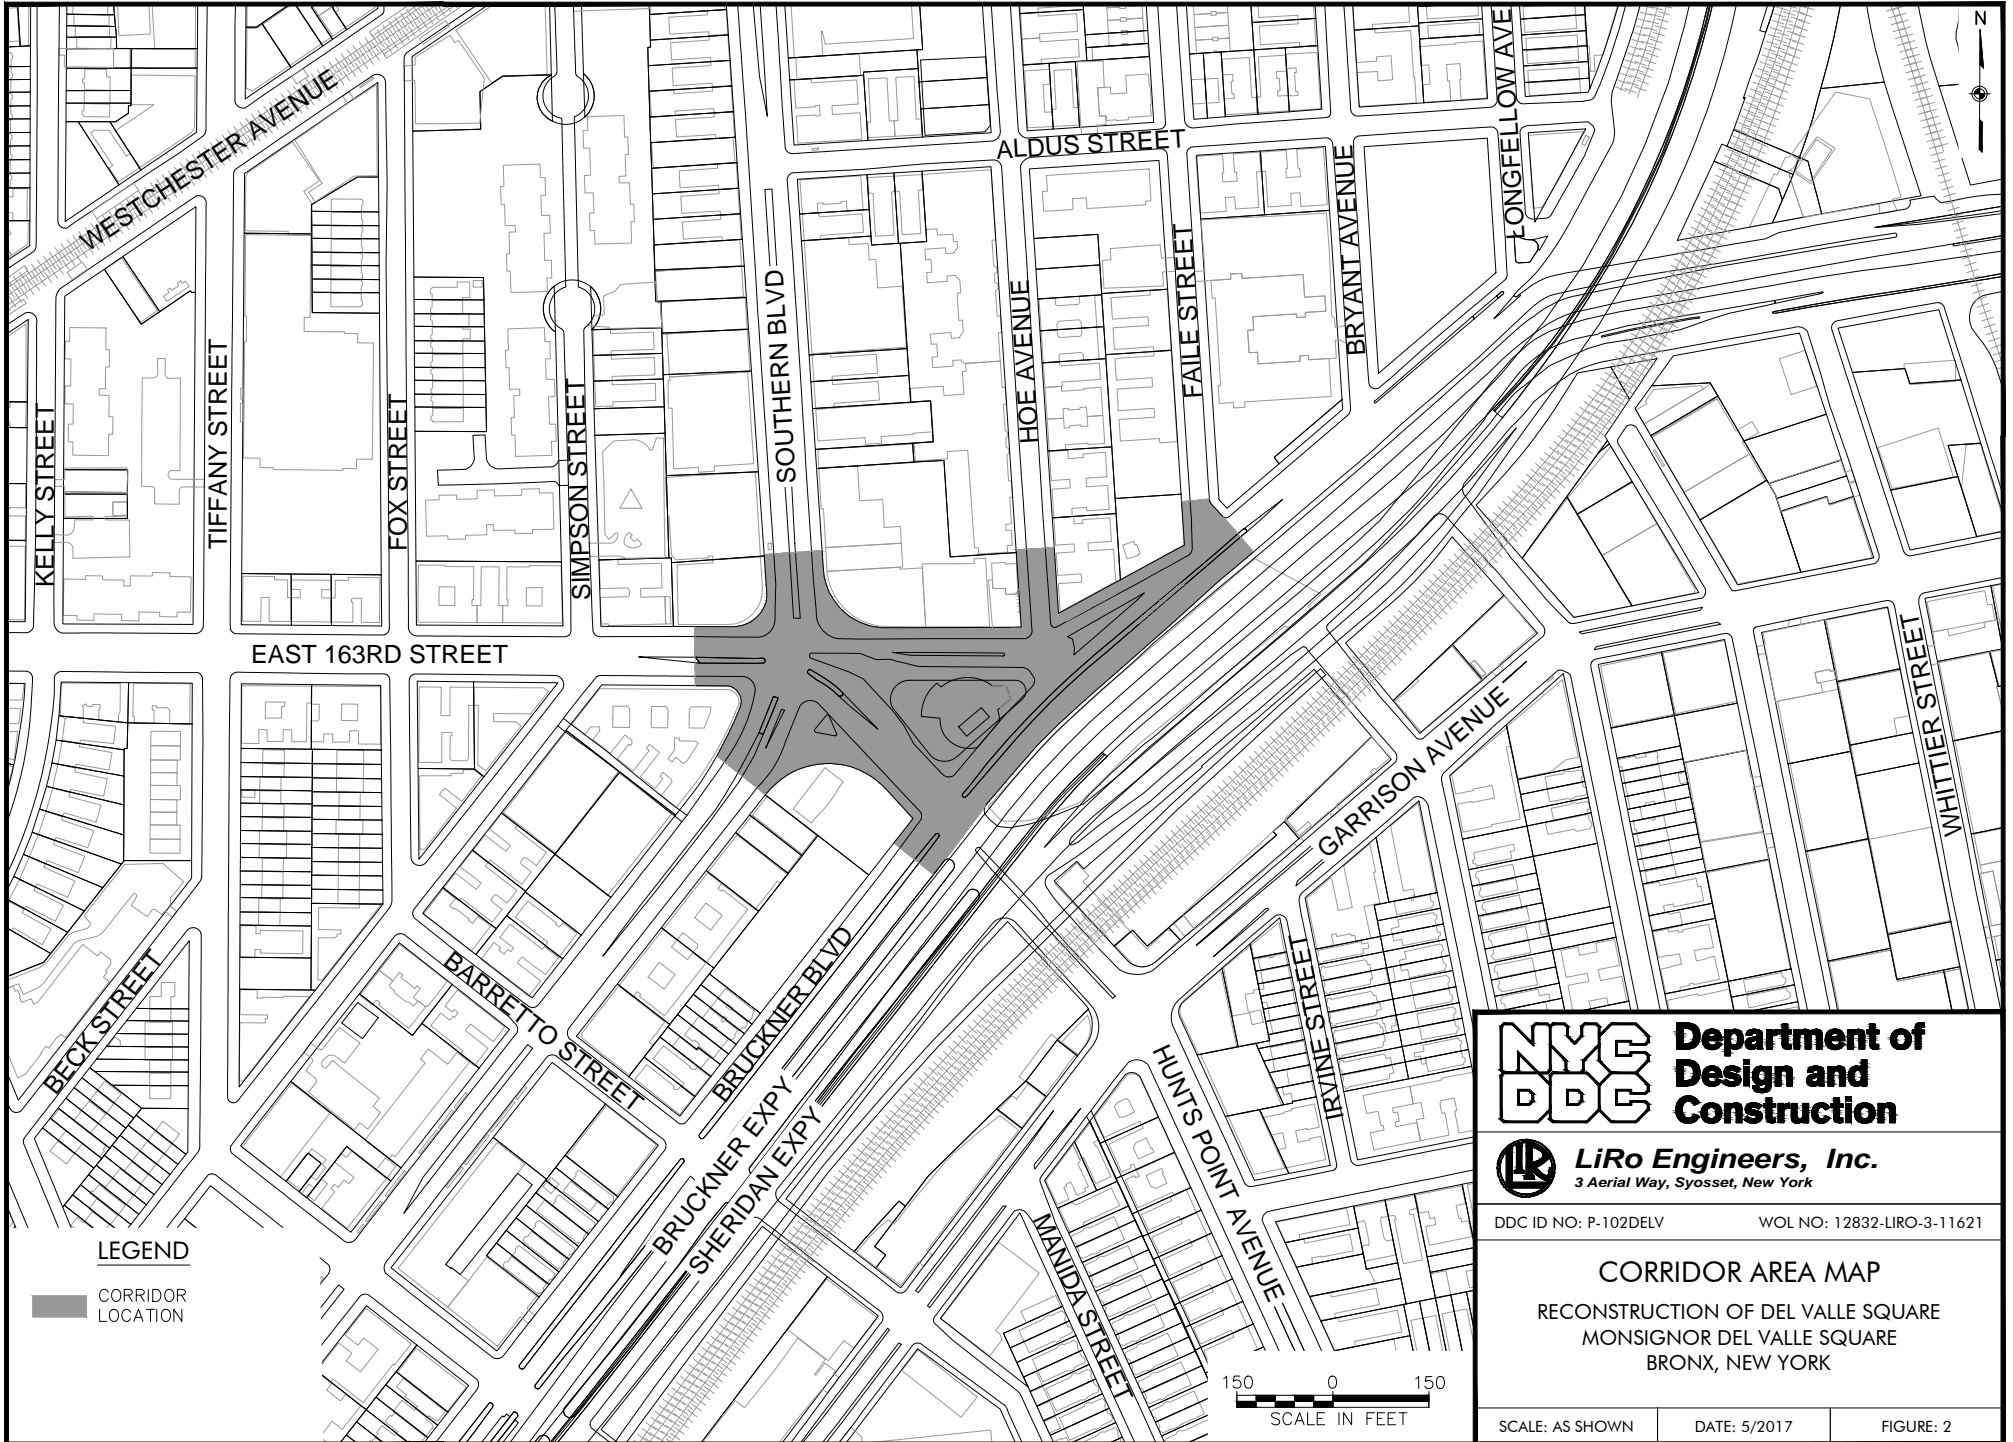 N
WESTCHESTER AVENUE
ALDUS STREET
LONGFELLOW AVE
BRYANT AVENUE
FAILE STREET
HOE AVENUE
SOUTHERN BLVD
SIMPSON STREET
FOX STREET
TIFFANY STREET
KELLY STREET
EAST 163RD STREET
WHITTIER STREET
GARRISON AVENUE
BARRETTO STREET
BECK STREET
BRUCKNER BLVD
BRUCKNER EXPY
SHERIDAN EXPY
IRVINE STREET
HUNTS POINT AVENUE
MANIDA STREET
LEGEND
CORRIDOR
LOCATION
150 0 150
SCALE IN FEET
NYC
DDC
Department of
Design and
Construction
LiRo
LiRo Engineers, Inc.
3 Aerial Way, Syosset, New York
DDC ID NO: P-102DELV WOL NO: 12832-LIRO-3-11621
CORRIDOR AREA MAP
RECONSTRUCTION OF DEL VALLE SQUARE
MONSIGNOR DEL VALLE SQUARE
BRONX, NEW YORK
SCALE: AS SHOWN DATE: 5/2017 FIGURE: 2